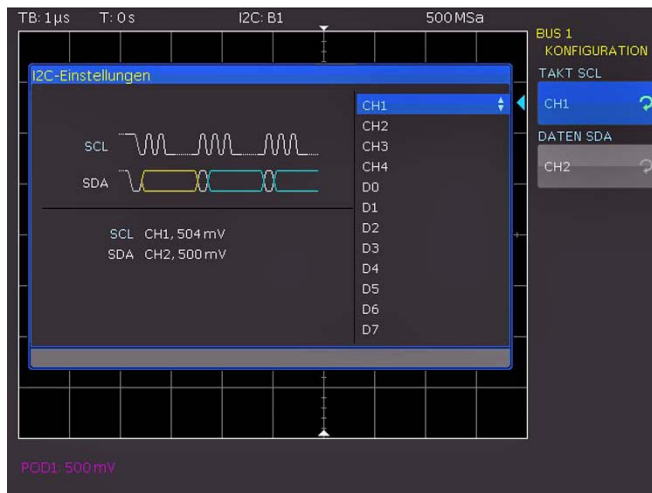 TB: 1µs T: 0 s I2C: B1 500MSa
BUS 1
KONFIGURATION
I2C-Einstellungen
TAKT SCL
CH1
DATEN SDA
CH2
SCL
SDA
SCL CH1, 504 mV
SDA CH2, 500 mV
CH1
CH2
CH3
CH4
D0
D1
D2
D3
D4
D5
D6
D7
POD1: 500 mV